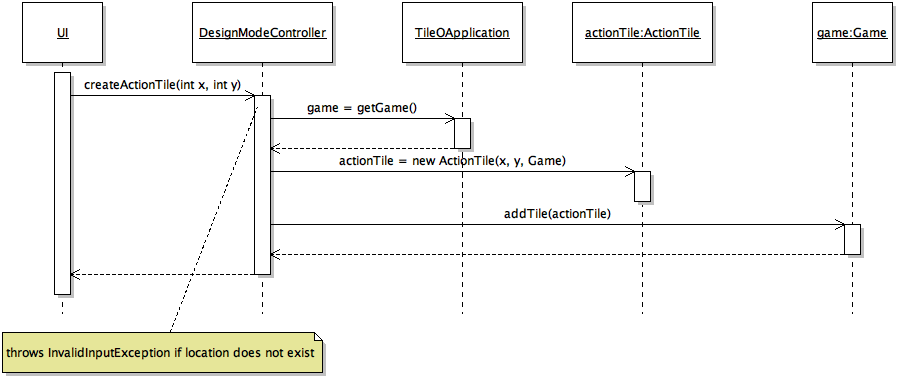 UI
DesignModeController
TileOApplication
actionTile:ActionTile
game:Game
createActionTile(int x, int y)
game = getGame()
actionTile = new ActionTile(x, y, Game)
addTile(actionTile)
throws InvalidInputException if location does not exist